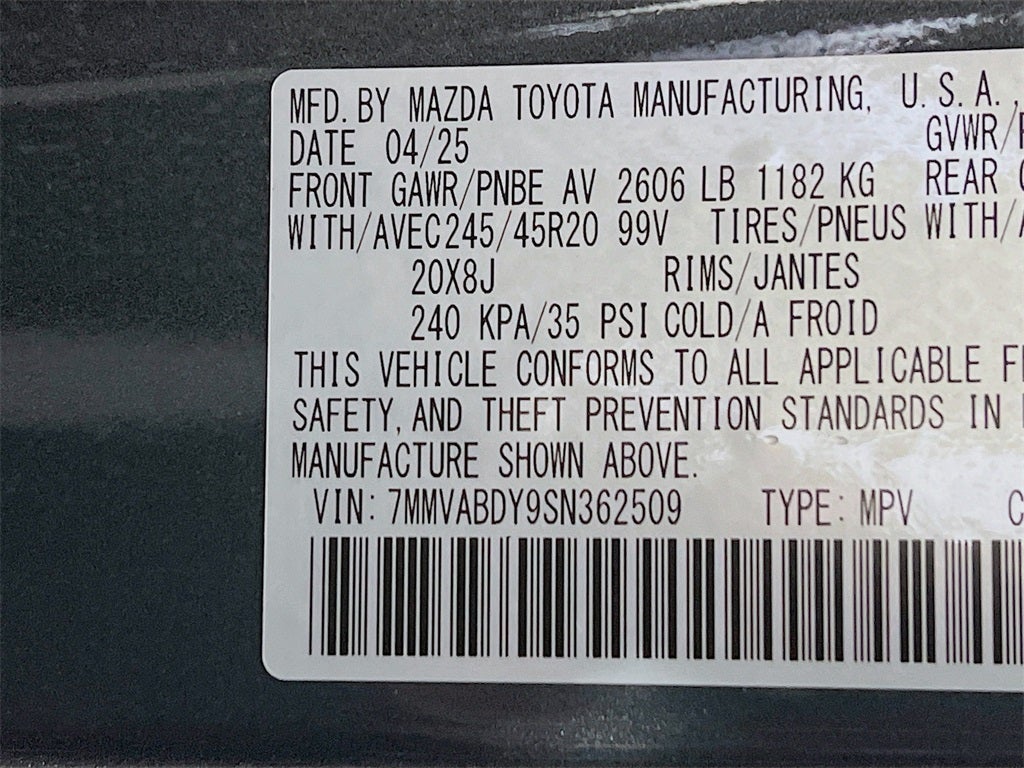 MFD. BY MAZDA TOYOTA MANUFACTURING, U.S.A.,
DATE 04/25 GVWR/
FRONT GAWR/PNBE AV 2606 LB 1182 KG REAR
WITH/AVEC245/45R20 99V TIRES/PNEUS WITH/
20X8J RIMS/JANTES
240 KPA/35 PSI COLD/A FROID
THIS VEHICLE CONFORMS TO ALL APPLICABLE
SAFETY, AND THEFT PREVENTION STANDARDS IN
MANUFACTURE SHOWN ABOVE.
VIN: 7MMVABDY9SN362509 TYPE: MPV